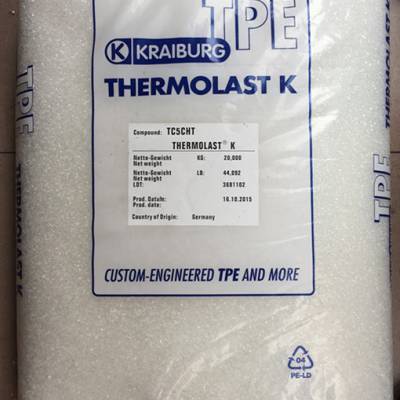 TPE
K KRAIBURG
THERMOLAST K
Compound: TC5CHT
THERMOLAST® K
Netto-Gewicht KG: 20,000
Net weight
Netto-Gewicht LB: 44,092
Net weight
LOT: 3681102
Prod. Datum: 16.10.2015
Prod. date:
Country of Origin: Germany
CUSTOM-ENGINEERED TPE AND MORE
04
PE-LD
TPE
THERMOLAST K
THERMOLAST K
TPE